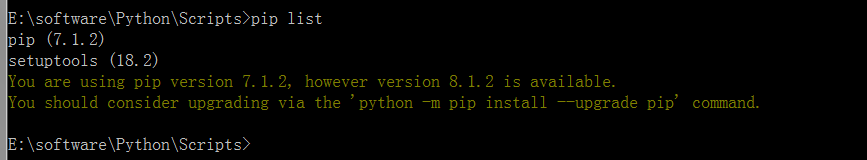 E:\software\Python\Scripts>pip list
pip (7.1.2)
setuptools (18.2)
You are using pip version 7.1.2, however version 8.1.2 is available.
You should consider upgrading via the 'python -m pip install --upgrade pip' command.
E:\software\Python\Scripts>